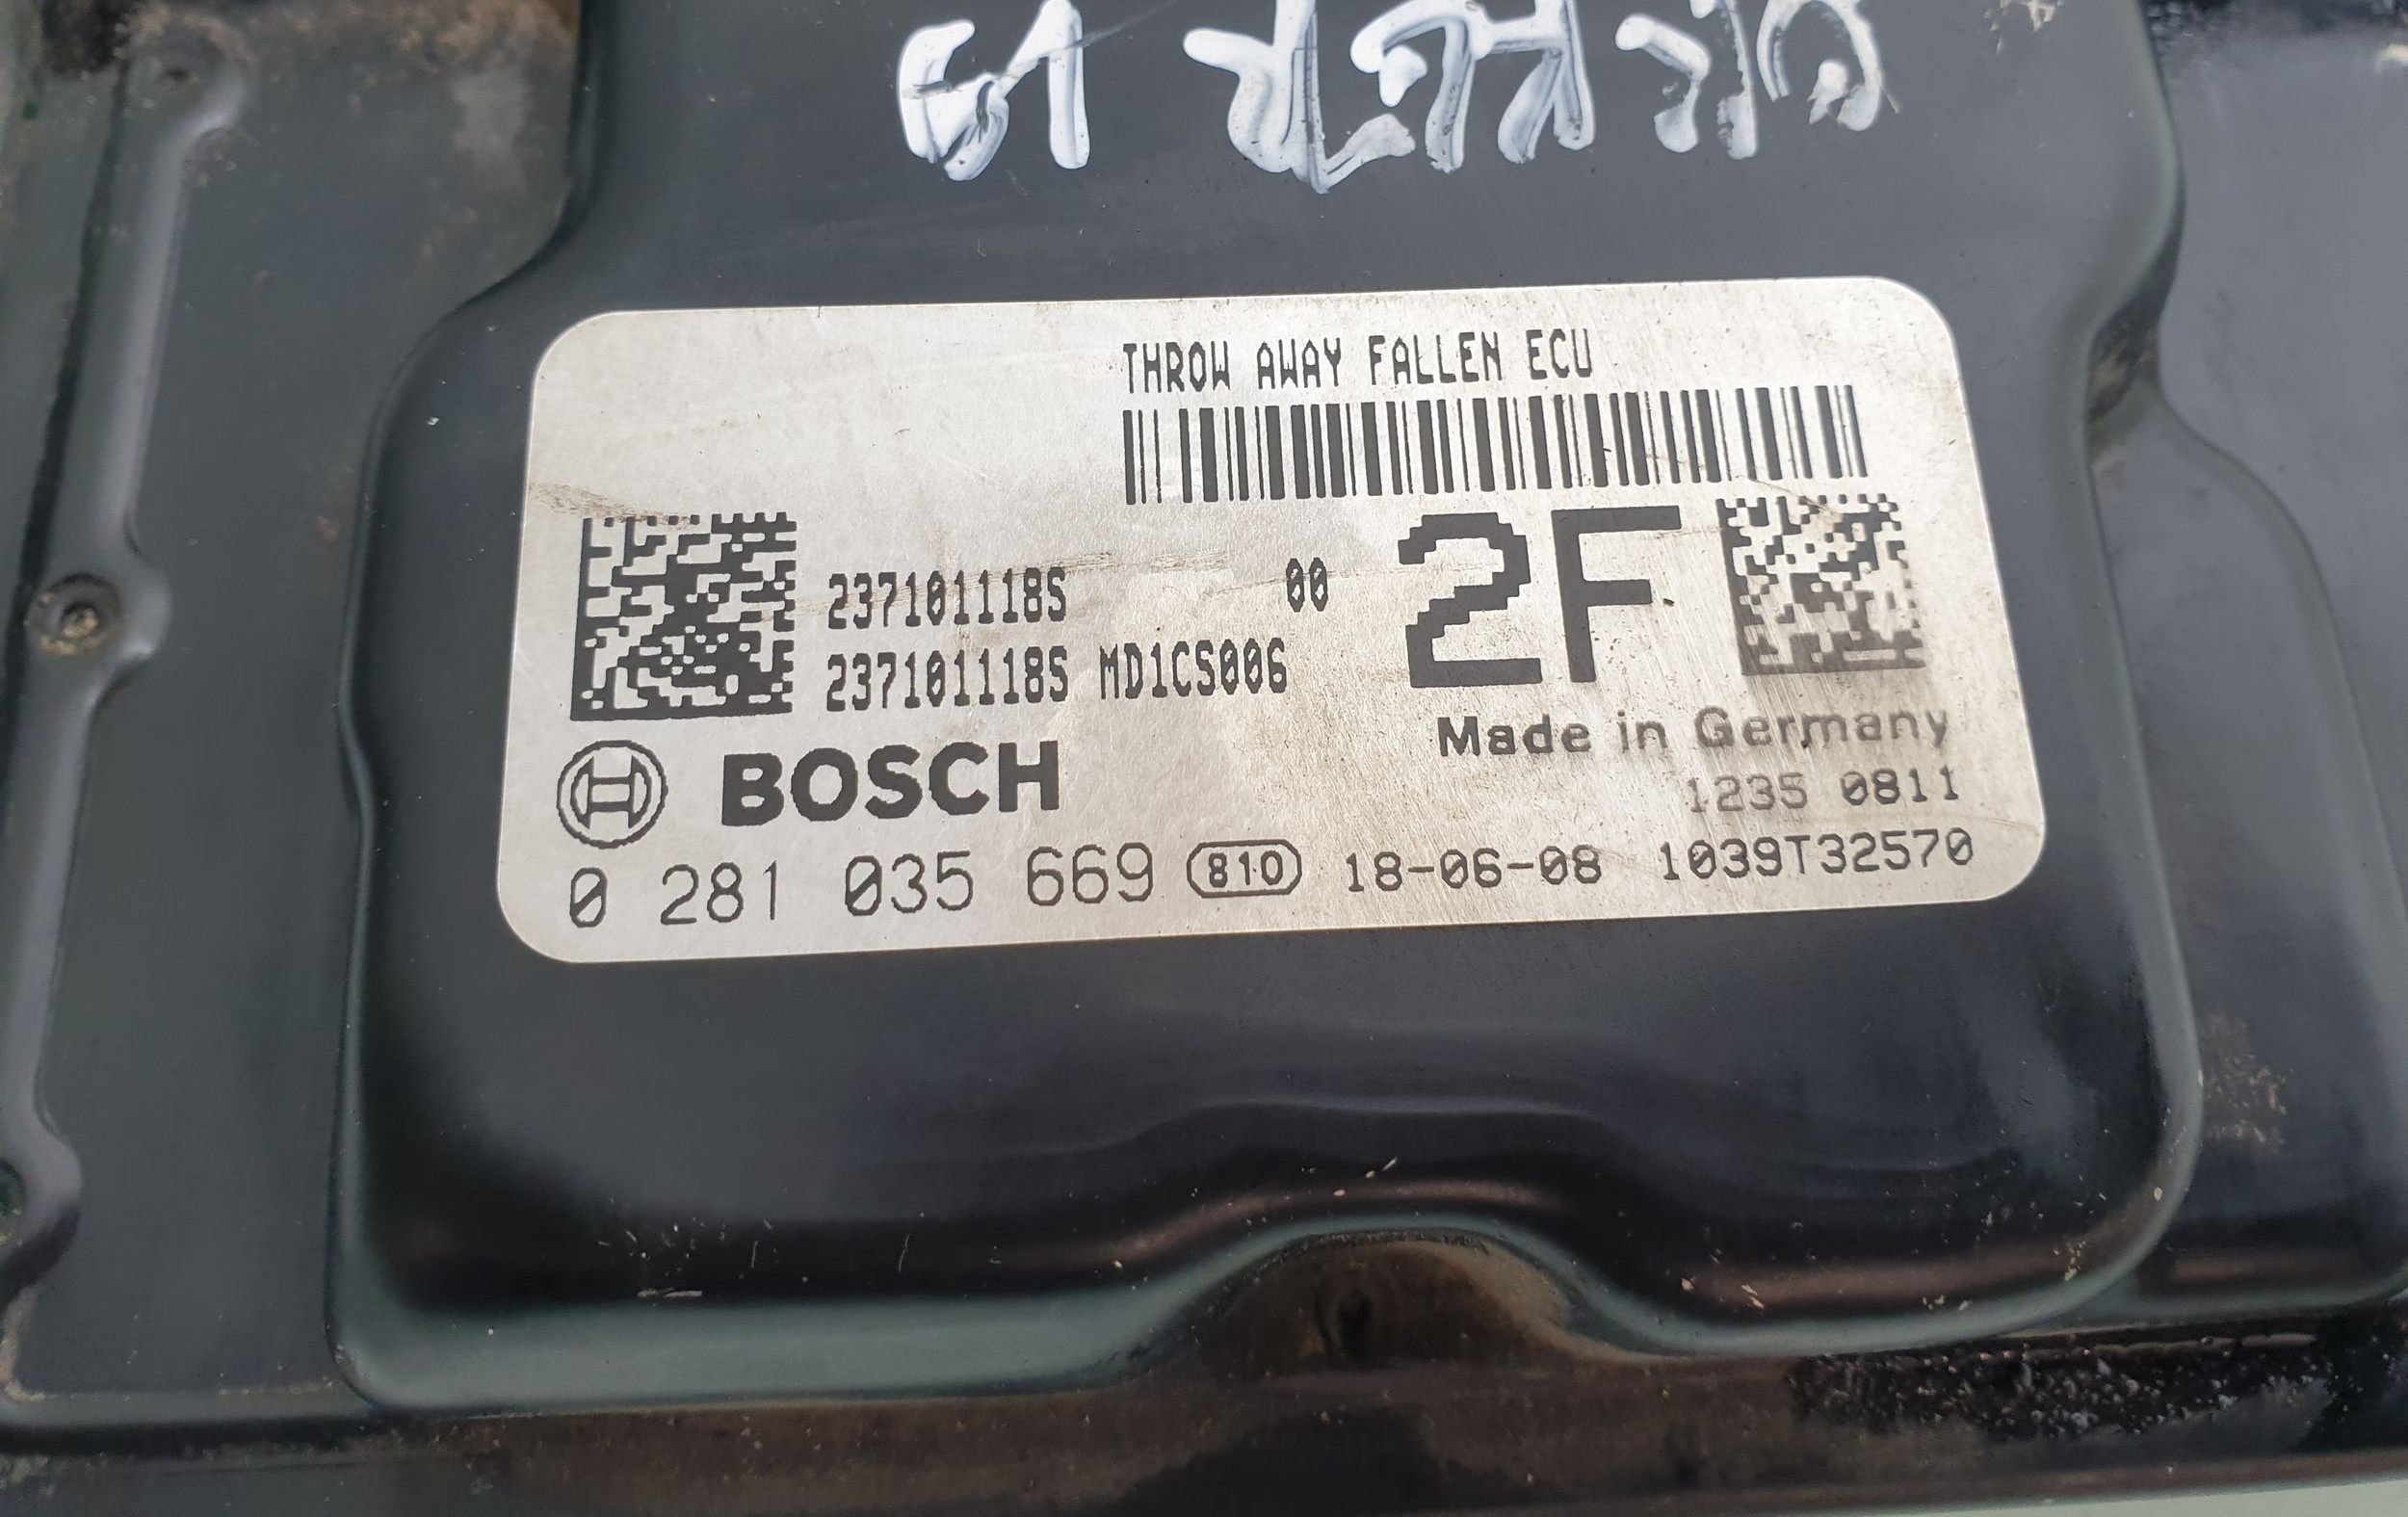 THROW AWAY FALLEN ECU
237101118S 00 2F
237101118S MD1CS006
Made in Germany
BOSCH
1235 0811
0 281 035 669 810 18-06-08 1039T32570